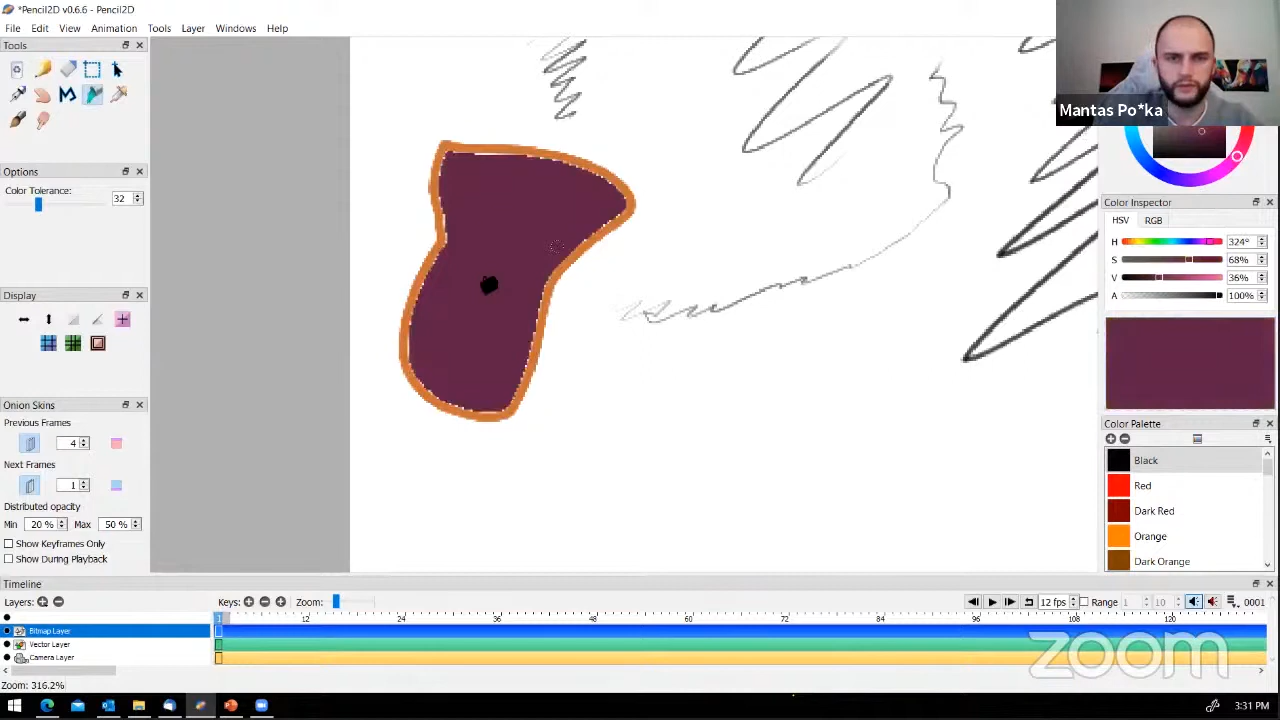 *Pencil2D v0.6.6 - Pencil2D
File Edit View Animation Tools Layer Windows Help
Tools
Mantas Po*ka
Options
Color Tolerance:
32
Color Inspector
HSV RGB
H 324°
S 68%
V 36%
A 100%
Display
Onion Skins
Previous Frames
4
Next Frames
1
Distributed opacity
Min 20 % Max 50 %
Show Keyframes Only
Show During Playback
Color Palette
Black
Red
Dark Red
Orange
Dark Orange
Timeline
Layers: Keys: Zoom: 12 fps Range 1 10 0001
1 12 24 36 48 60 72 84 96 108 120
Bitmap Layer
Vector Layer
Camera Layer
zoom
Zoom: 316.2%
3:31 PM